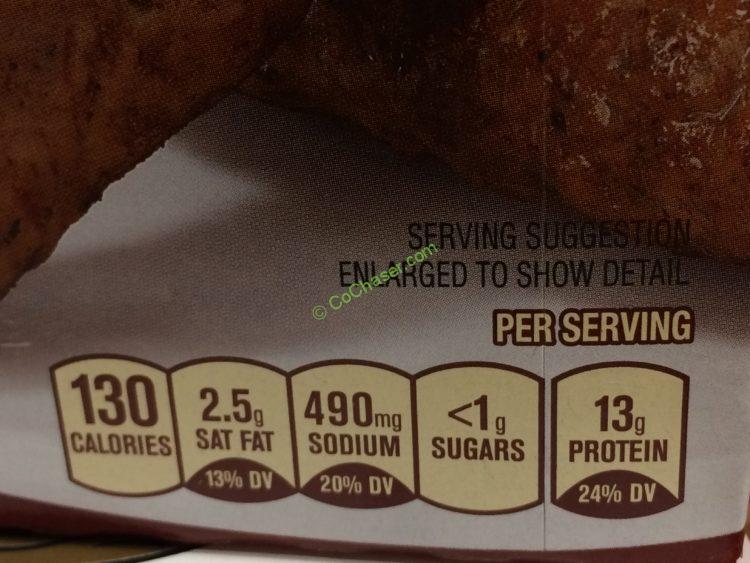 SERVING SUGGESTION
ENLARGED TO SHOW DETAIL
© CoChaser.com
PER SERVING
130
CALORIES
2.5g
SAT FAT
13% DV
490mg
SODIUM
20% DV
<1g
SUGARS
13g
PROTEIN
24% DV